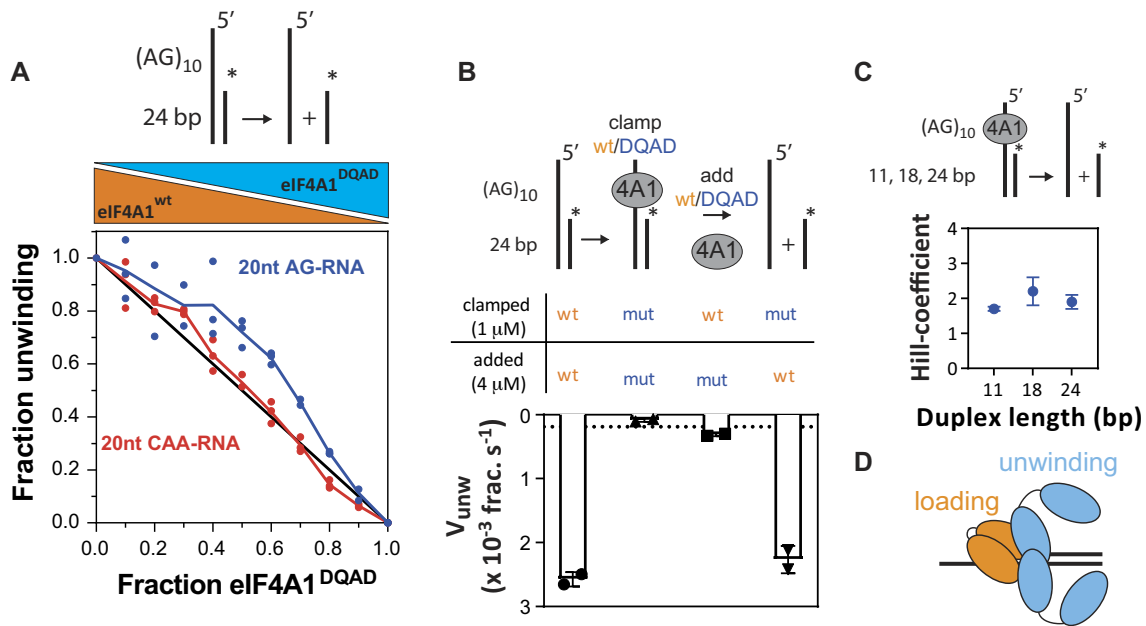 A
5’
(AG)10
*
*
24 bp
+
eIF4A1DQAD
eIF4A1wt
Fraction unwinding
1.0
0.8
0.6
0.4
0.2
0.0
20nt AG-RNA
20nt CAA-RNA
0.0
0.2
0.4
0.6
0.8
1.0
Fraction eIF4A1DQAD
B
clamp
wt/DQAD
5’
5’
add
wt/DQAD
(AG)10
4A1
*
*
*
24 bp
4A1
+
clamped
(1 μM)
wt
mut
wt
mut
added
(4 μM)
wt
mut
mut
wt
Vunw
(x 10-3 frac. s-1)
0
1
2
3
C
5’
5’
(AG)10
4A1
*
*
11, 18, 24 bp
+
Hill-coefficient
4
3
2
1
0
11
18
24
Duplex length (bp)
D
unwinding
loading